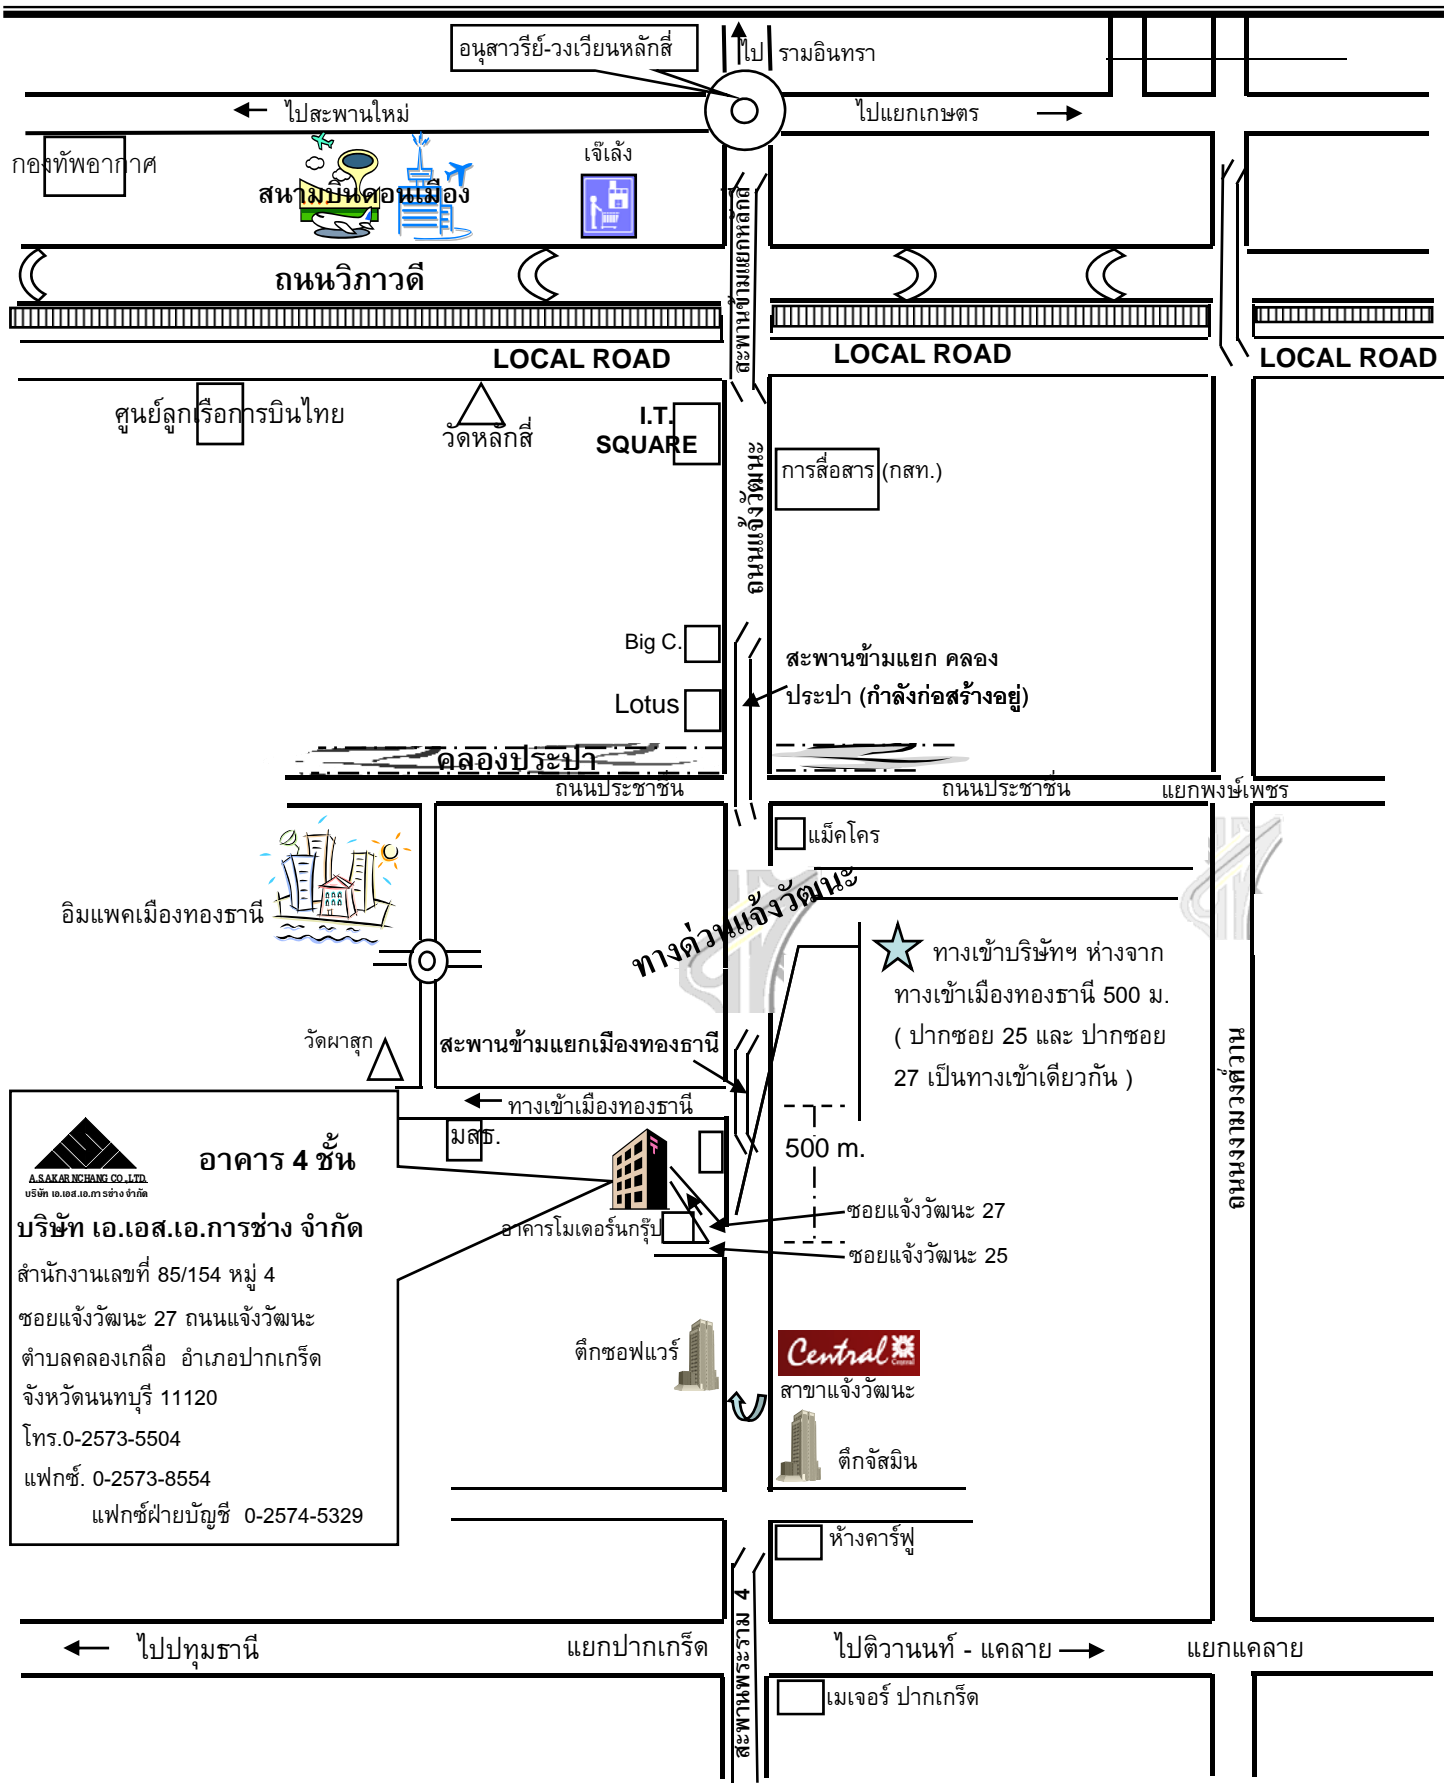 อนุสาวรีย์-วงเวียนหลักสี่
ไป รามอินทรา
ไปสะพานใหม่
ไปแยกเกษตร
กองทัพอากาศ
สนามบินดอนเมือง
เจ๊เล้ง
สะพานข้ามแยกหลักสี่
ถนนวิภาวดี
LOCAL ROAD
LOCAL ROAD
LOCAL ROAD
ศูนย์ลูกเรือการบินไทย
วัดหลักสี่
I.T.
SQUARE
ถนนแจ้งวัฒนะ
การสื่อสาร (กสท.)
Big C.
Lotus
สะพานข้ามแยก คลอง
ประปา (กำลังก่อสร้างอยู่)
คลองประปา
ถนนประชาชื่น
ถนนประชาชื่น
แยกพงษ์เพชร
แม็คโคร
อิมแพคเมืองทองธานี
ทางด่วนแจ้งวัฒนะ
ทางเข้าบริษัทฯ ห่างจาก
ทางเข้าเมืองทองธานี 500 ม.
( ปากซอย 25 และ ปากซอย
27 เป็นทางเข้าเดียวกัน )
วัดผาสุก
สะพานข้ามแยกเมืองทองธานี
ถนนงามวงศ์วาน
ทางเข้าเมืองทองธานี
มสธ.
500 m.
ซอยแจ้งวัฒนะ 27
อาคารโมเดอร์นกรุ๊ป
ซอยแจ้งวัฒนะ 25
A.S.A.KARNCHANG CO.,LTD.
บริษัท เอ.เอส.เอ.การช่าง จำกัด
อาคาร 4 ชั้น
บริษัท เอ.เอส.เอ.การช่าง จำกัด
สำนักงานเลขที่ 85/154 หมู่ 4
ซอยแจ้งวัฒนะ 27 ถนนแจ้งวัฒนะ
ตำบลคลองเกลือ อำเภอปากเกร็ด
จังหวัดนนทบุรี 11120
โทร.0-2573-5504
แฟกซ์. 0-2573-8554
แฟกซ์ฝ่ายบัญชี 0-2574-5329
ตึกซอฟแวร์
Central
Central
สาขาแจ้งวัฒนะ
ตึกจัสมิน
ห้างคาร์ฟู
สะพานพระราม 4
ไปปทุมธานี
แยกปากเกร็ด
ไปติวานนท์ - แคลาย
แยกแคลาย
เมเจอร์ ปากเกร็ด